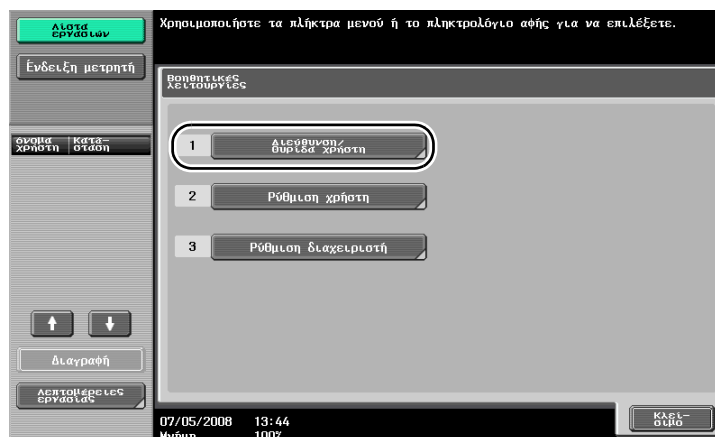 Λίστα
εργασιών
Χρησιμοποιήστε τα πλήκτρα μενού ή το πληκτρολόγιο αφής για να επιλέξετε.
Ένδειξη μετρητή
Βοηθητικές
λειτουργίες
όνομα
χρήστη
Κατά-
σταση
1 Διεύθυνση/
θυρίδα χρήστη
2 Ρύθμιση χρήστη
3 Ρύθμιση διαχειριστή
Διαγραφή
Λεπτομέρειες
εργασίας
07/05/2008 13:44
Μνήμη 100%
Κλεί-
σιμο